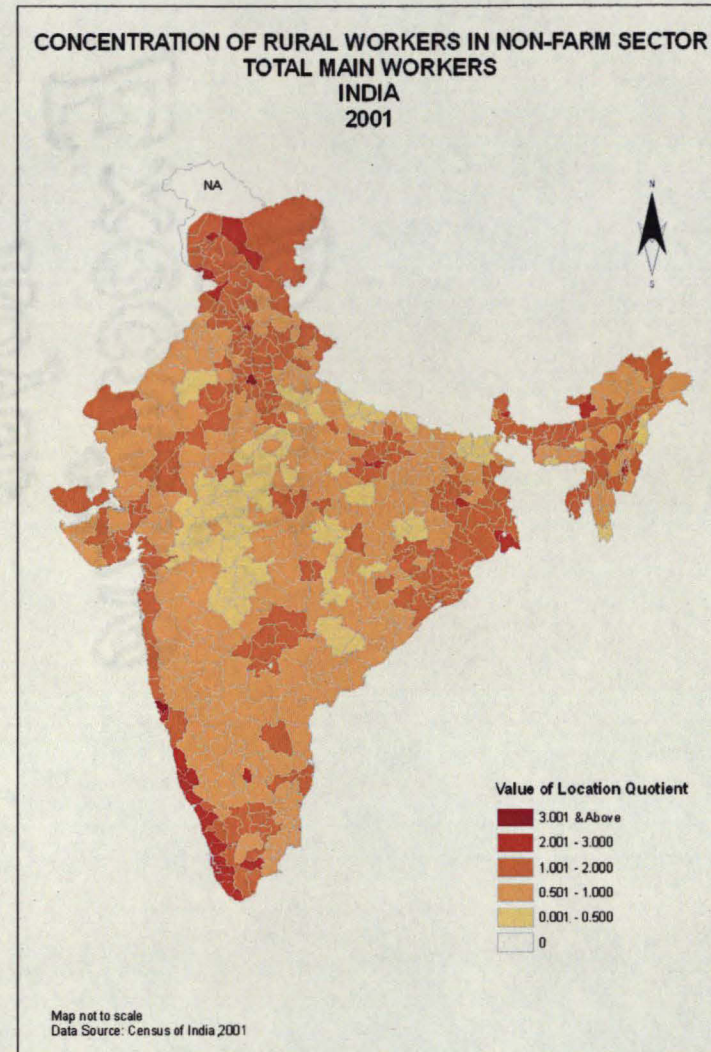 CONCENTRATION OF RURAL WORKERS IN NON-FARM SECTOR
TOTAL MAIN WORKERS
INDIA
2001
NA
N
S
Value of Location Quotient
3.001 & Above
2.001 - 3.000
1.001 - 2.000
0.501 - 1.000
0.001 - 0.500
0
Map not to scale
Data Source: Census of India,2001